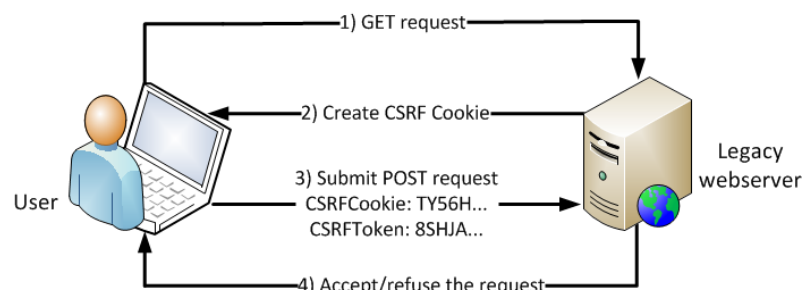 1) GET request
2) Create CSRF Cookie
3) Submit POST request
CSRFCookie: TY56H...
CSRFToken: 8SHJA...
User
Legacy
webserver
4) Accept/refuse the request